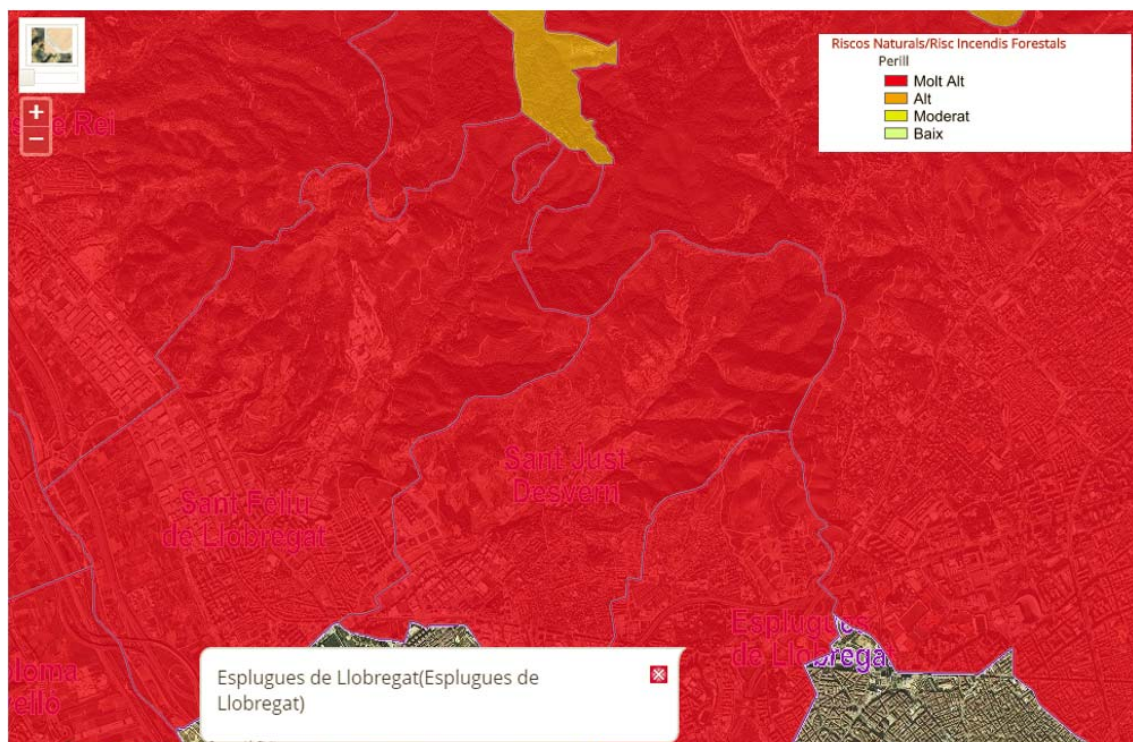 Riscos Naturals/Risc Incendis Forestals
Perill
Molt Alt
Alt
Moderat
Baix
+
−
Rei
Sant Just
Desvern
Sant Feliu
de Llobregat
Esplugues
de Llobregat
Esplugues de Llobregat(Esplugues de
Llobregat)